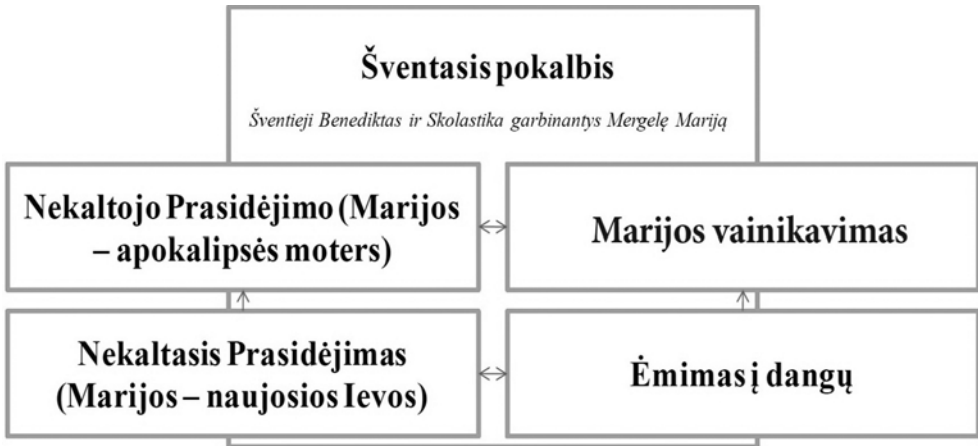 Šventasis pokalbis
Šventieji Benediktas ir Skolastika garbinantys Mergelę Mariją
Nekaltojo Prasidėjimo (Marijos
– apokalipsės moters)
Marijos vainikavimas
Nekaltasis Prasidėjimas
(Marijos – naujosios Ievos)
Ėmimas į dangų